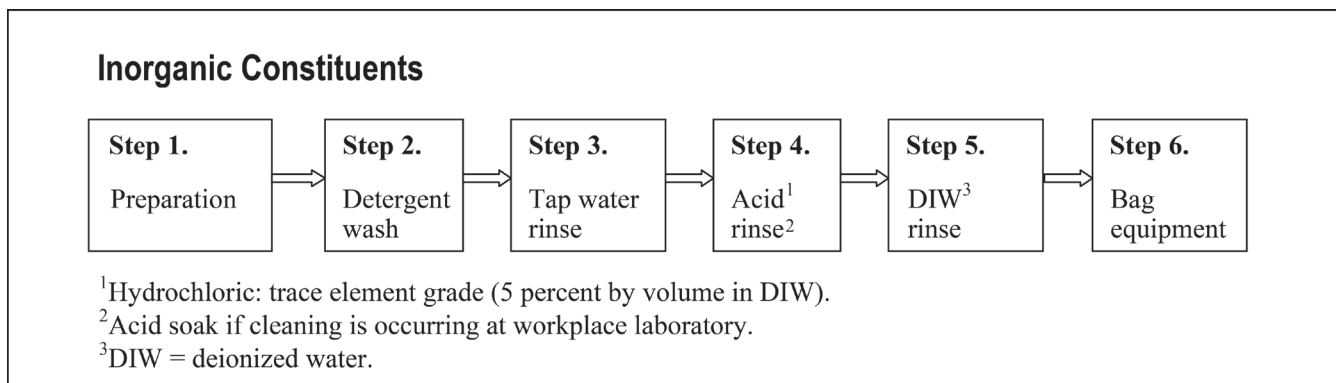 Inorganic Constituents
Step 1.
Preparation
Step 2.
Detergent
wash
Step 3.
Tap water
rinse
Step 4.
Acid¹
rinse²
Step 5.
DIW³
rinse
Step 6.
Bag
equipment
¹Hydrochloric: trace element grade (5 percent by volume in DIW).
²Acid soak if cleaning is occurring at workplace laboratory.
³DIW = deionized water.